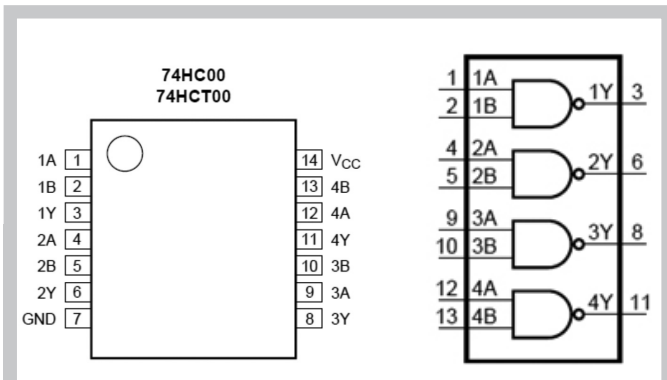 74HC00
74HCT00
1A 1
1B 2
1Y 3
2A 4
2B 5
2Y 6
GND 7
14 VCC
13 4B
12 4A
11 4Y
10 3B
9 3A
8 3Y
1 1A
2 1B
1Y 3
4 2A
5 2B
2Y 6
9 3A
10 3B
3Y 8
12 4A
13 4B
4Y 11